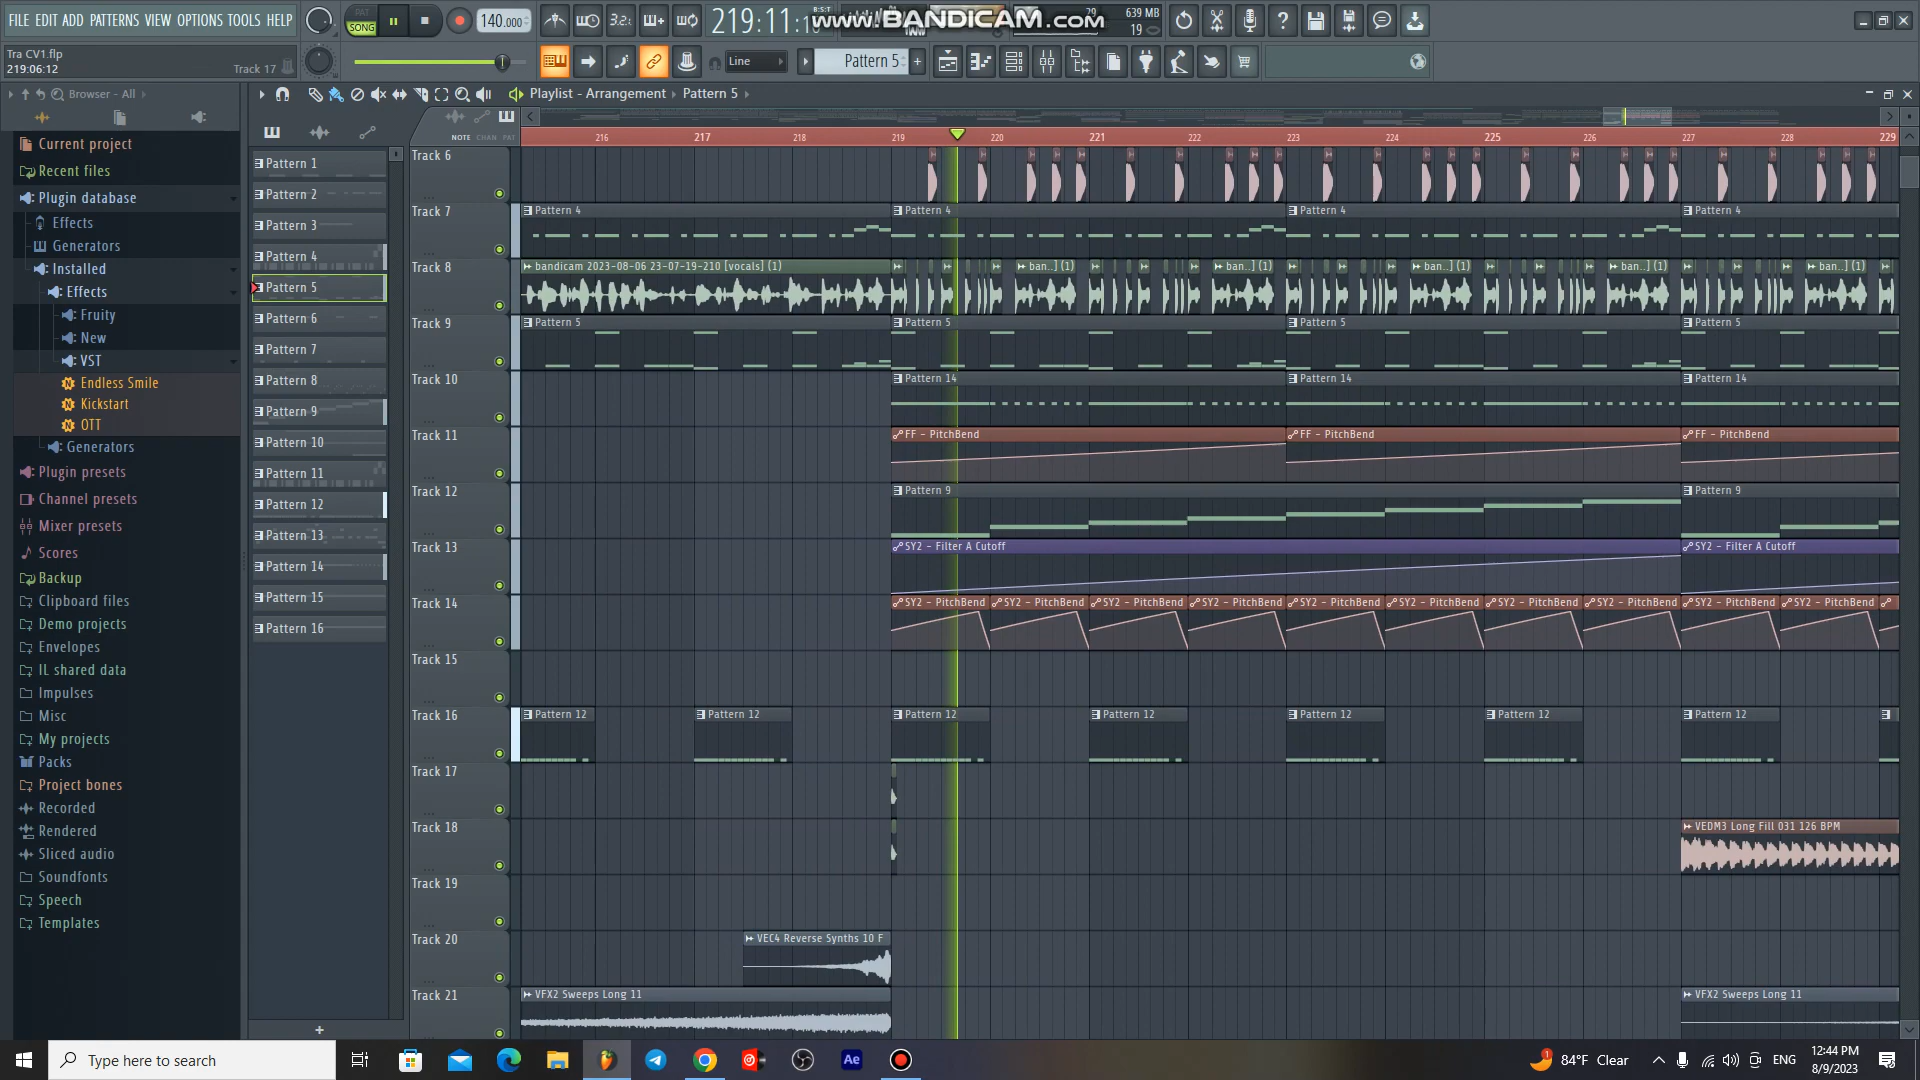 FILE EDIT ADD PATTERNS VIEW OPTIONS TOOLS HELP
PAT
SONG
140.000
3.2.
219:11:1
B:S:T
www.BANDICAM.com
29
639 MB
19
Tra CV1.flp
219:06:12
Track 17
Line
Pattern 5
Browser - All
Playlist - Arrangement
Pattern 5
NOTE CHAN PAT
216 217 218 219 220 221 222 223 224 225 226 227 228 229
Current project
Recent files
Plugin database
Effects
Generators
Installed
Effects
Fruity
New
VST
Endless Smile
Kickstart
OTT
Generators
Plugin presets
Channel presets
Mixer presets
Scores
Backup
Clipboard files
Demo projects
Envelopes
IL shared data
Impulses
Misc
My projects
Packs
Project bones
Recorded
Rendered
Sliced audio
Soundfonts
Speech
Templates
Pattern 1
Pattern 2
Pattern 3
Pattern 4
Pattern 5
Pattern 6
Pattern 7
Pattern 8
Pattern 9
Pattern 10
Pattern 11
Pattern 12
Pattern 13
Pattern 14
Pattern 15
Pattern 16
+
Track 6
Track 7
Pattern 4 Pattern 4 Pattern 4 Pattern 4
Track 8
bandicam 2023-08-06 23-07-19-210 [vocals] (1) ban..] (1) ban..] (1) ban..] (1) ban..] (1) ban..] (1)
Track 9
Pattern 5 Pattern 5 Pattern 5 Pattern 5
Track 10
Pattern 14 Pattern 14 Pattern 14
Track 11
FF - PitchBend FF - PitchBend FF - PitchBend
Track 12
Pattern 9 Pattern 9
Track 13
SY2 - Filter A Cutoff SY2 - Filter A Cutoff
Track 14
SY2 - PitchBend SY2 - PitchBend SY2 - PitchBend SY2 - PitchBend SY2 - PitchBend SY2 - PitchBend SY2 - PitchBend SY2 - PitchBend SY2 - PitchBend SY2 - PitchBend
Track 15
Track 16
Pattern 12 Pattern 12 Pattern 12 Pattern 12 Pattern 12 Pattern 12 Pattern 12
Track 17
Track 18
VEDM3 Long Fill 031 126 BPM
Track 19
Track 20
VEC4 Reverse Synths 10 F
Track 21
VFX2 Sweeps Long 11 VFX2 Sweeps Long 11
Type here to search
Ae
1
84°F Clear
ENG
12:44 PM
8/9/2023